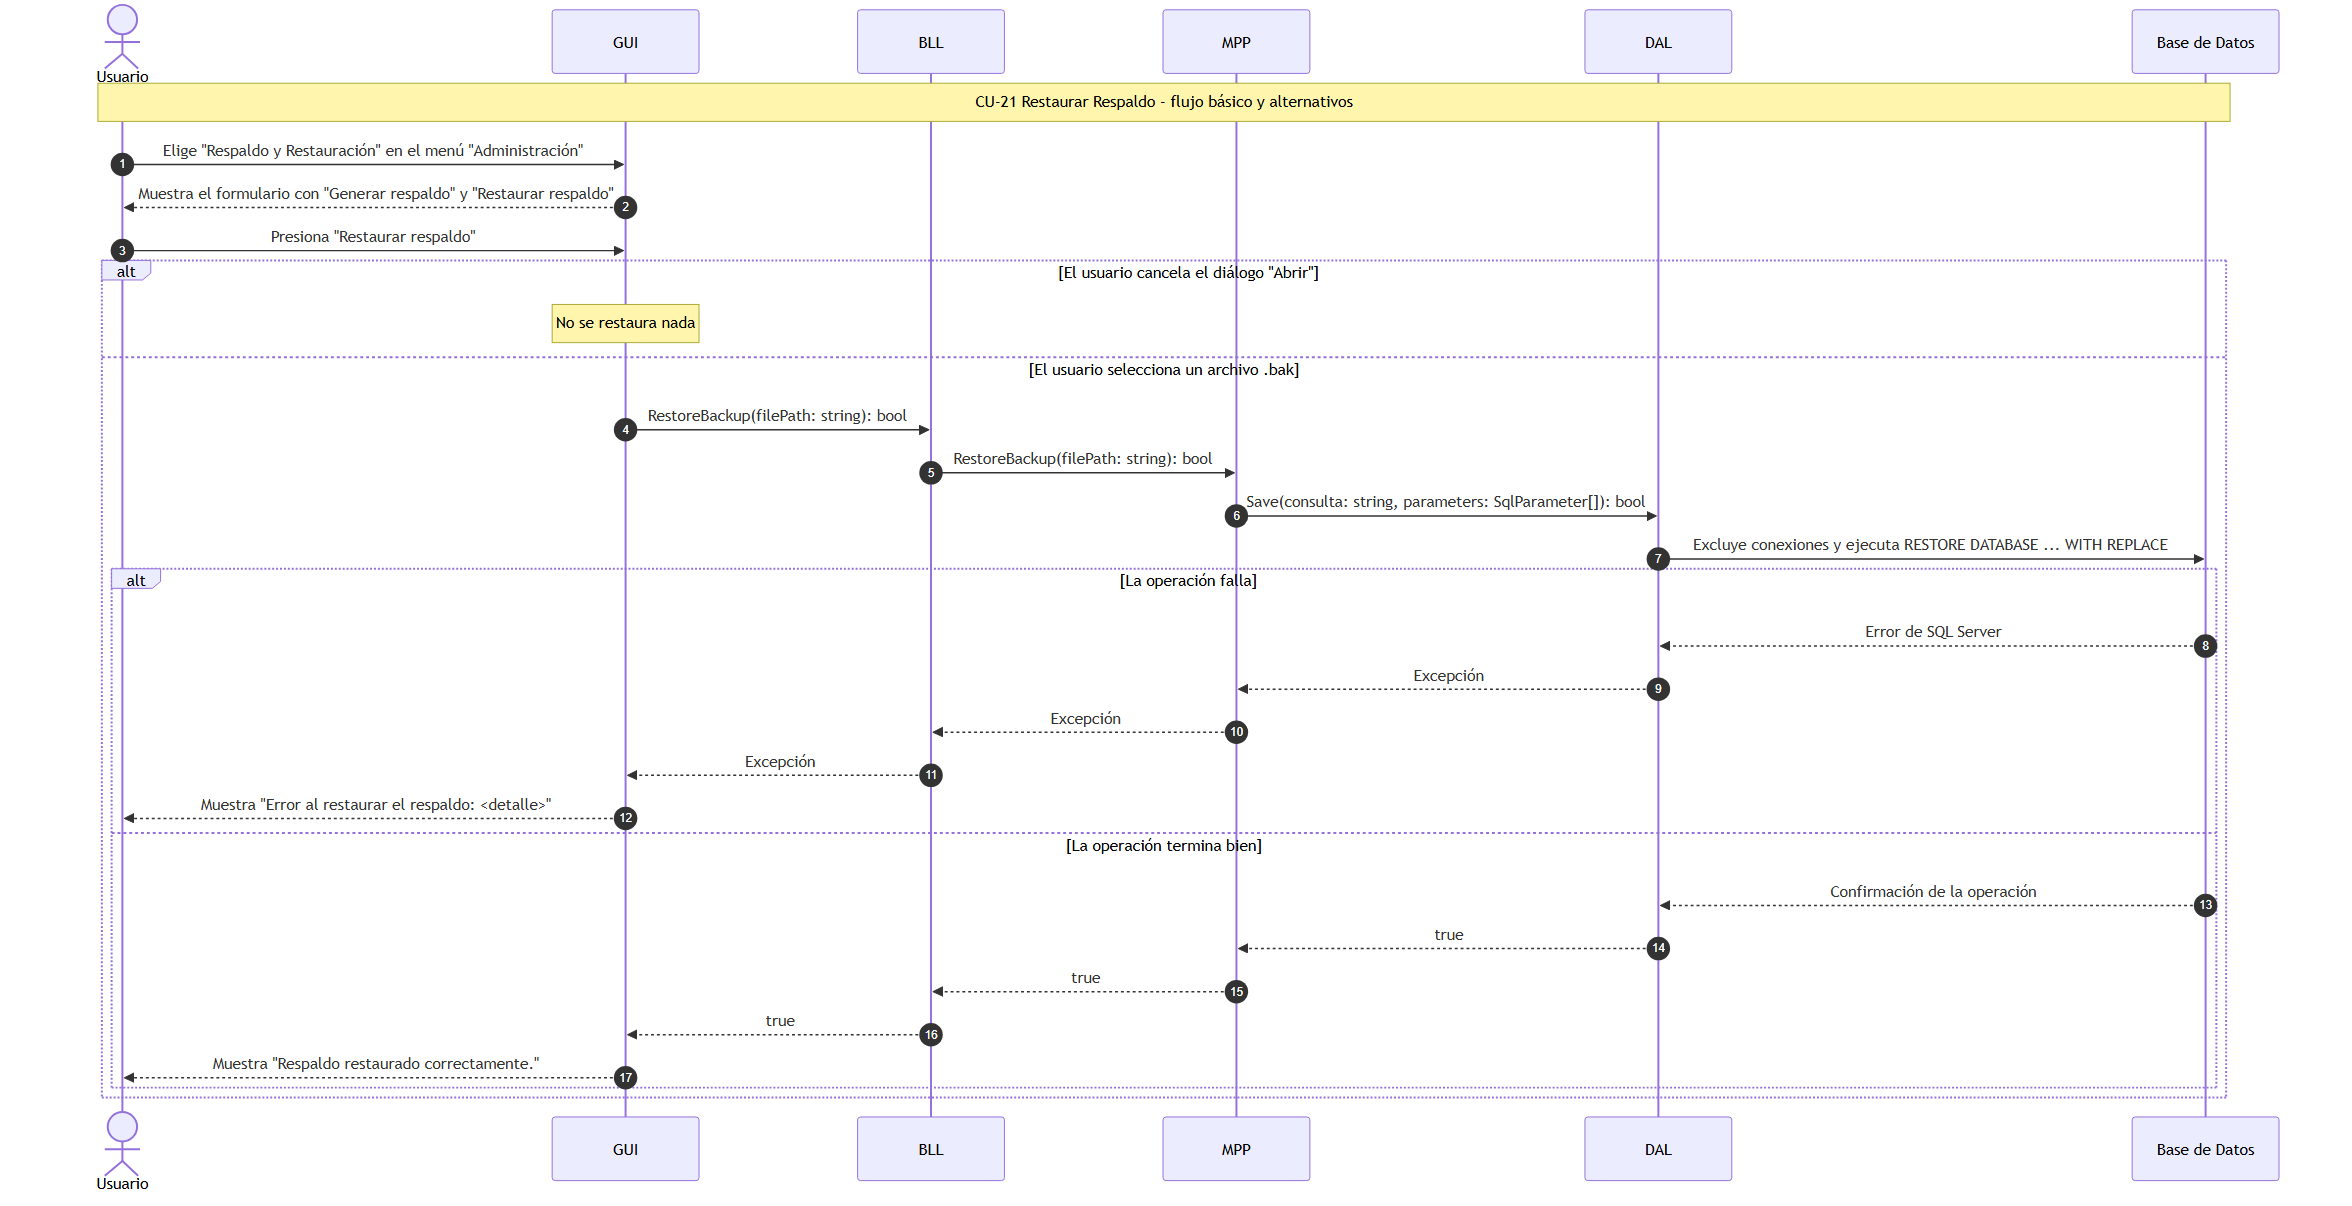 Usuario
GUI
BLL
MPP
DAL
Base de Datos
CU-21 Restaurar Respaldo - flujo básico y alternativos
1
Elige "Respaldo y Restauración" en el menú "Administración"
Muestra el formulario con "Generar respaldo" y "Restaurar respaldo"
2
3
Presiona "Restaurar respaldo"
alt
[El usuario cancela el diálogo "Abrir"]
No se restaura nada
[El usuario selecciona un archivo .bak]
4
RestoreBackup(filePath: string): bool
5
RestoreBackup(filePath: string): bool
6
Save(consulta: string, parameters: SqlParameter[]): bool
7
Excluye conexiones y ejecuta RESTORE DATABASE ... WITH REPLACE
alt
[La operación falla]
Error de SQL Server
8
Excepción
9
Excepción
10
Excepción
11
Muestra "Error al restaurar el respaldo: <detalle>"
12
[La operación termina bien]
Confirmación de la operación
13
true
14
true
15
true
16
Muestra "Respaldo restaurado correctamente."
17
Usuario
GUI
BLL
MPP
DAL
Base de Datos